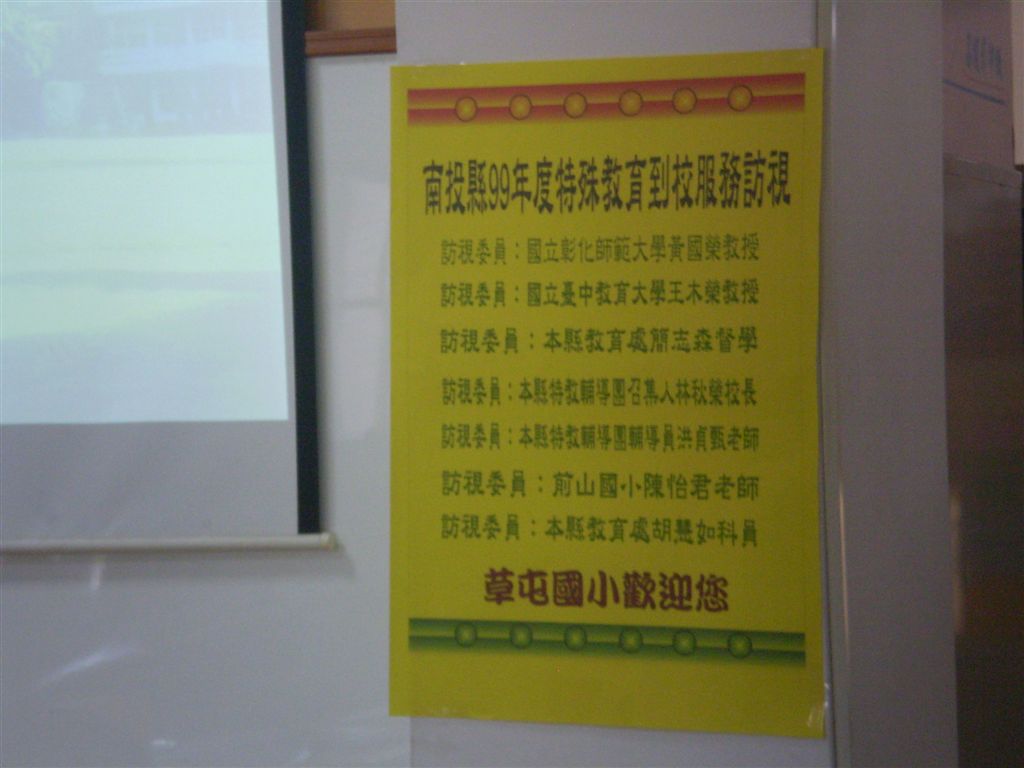 南投縣99年度特殊教育到校服務訪視
訪視委員：國立彰化師範大學黃國榮教授
訪視委員：國立臺中教育大學王木榮教授
訪視委員：本縣教育處簡志森督學
訪視委員：本縣特教輔導團召集人林秋榮校長
訪視委員：本縣特教輔導團輔導員洪貞甄老師
訪視委員：前山國小陳怡君老師
訪視委員：本縣教育處胡慧如科員
草屯國小歡迎您